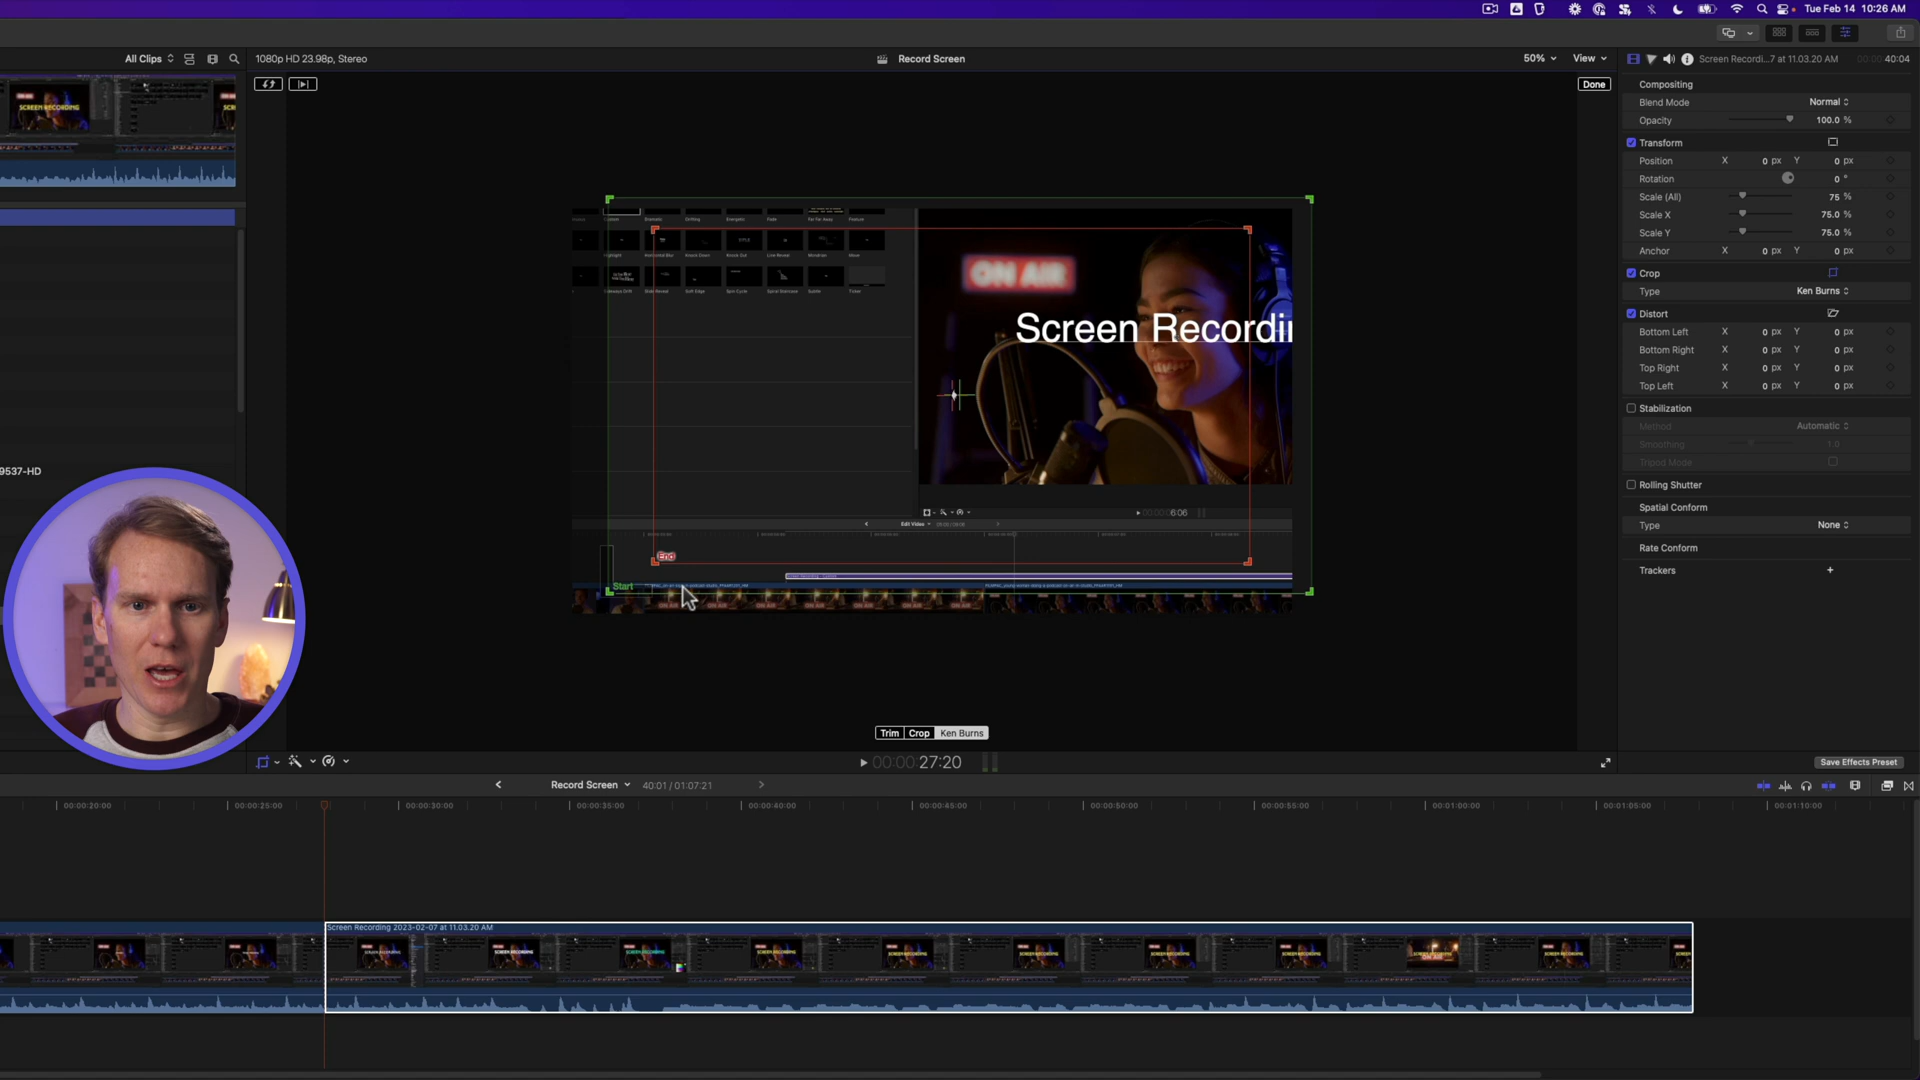 Tue Feb 14 10:26 AM
All Clips
1080p HD 23.98p, Stereo
Record Screen
50%
View
Screen Recordi...7 at 11.03.20 AM
40:04
Done
Compositing
Blend Mode Normal
Opacity 100.0 %
Transform
Position X 0 px Y 0 px
Rotation 0 °
Scale (All) 75 %
Scale X 75.0 %
Scale Y 75.0 %
Anchor X 0 px Y 0 px
Crop
Type Ken Burns
Distort
Bottom Left X 0 px Y 0 px
Bottom Right X 0 px Y 0 px
Top Right X 0 px Y 0 px
Top Left X 0 px Y 0 px
Stabilization
Method Automatic
Smoothing 1.0
Tripod Mode
Rolling Shutter
Spatial Conform
Type None
Rate Conform
Trackers +
Save Effects Preset
SCREEN RECORDING
9537-HD
ON AIR
Screen Recordi
6:06
Edit Video
End
Start
Trim Crop Ken Burns
00:00:27:20
Record Screen 40:01 / 01:07:21
00:00:20:00 00:00:25:00 00:00:30:00 00:00:35:00 00:00:40:00 00:00:45:00 00:00:50:00 00:00:55:00 00:01:00:00 00:01:05:00 00:01:10:00
Screen Recording 2023-02-07 at 11.03.20 AM